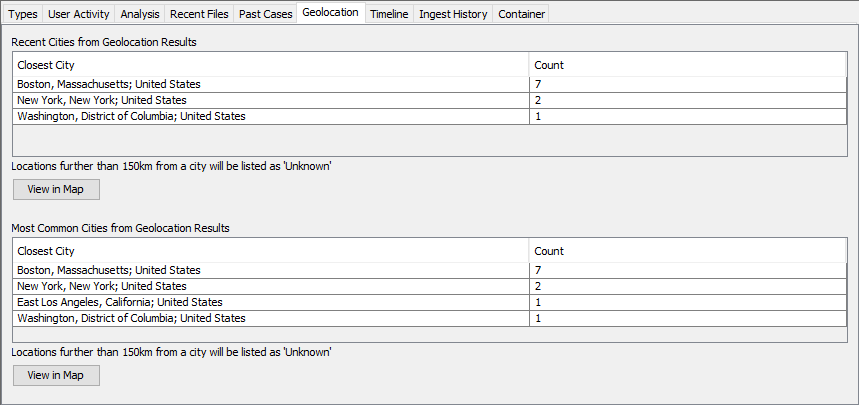 Types User Activity Analysis Recent Files Past Cases Geolocation Timeline Ingest History Container
Recent Cities from Geolocation Results
Closest City Count
Boston, Massachusetts; United States 7
New York, New York; United States 2
Washington, District of Columbia; United States 1
Locations further than 150km from a city will be listed as 'Unknown'
View in Map
Most Common Cities from Geolocation Results
Closest City Count
Boston, Massachusetts; United States 7
New York, New York; United States 2
East Los Angeles, California; United States 1
Washington, District of Columbia; United States 1
Locations further than 150km from a city will be listed as 'Unknown'
View in Map